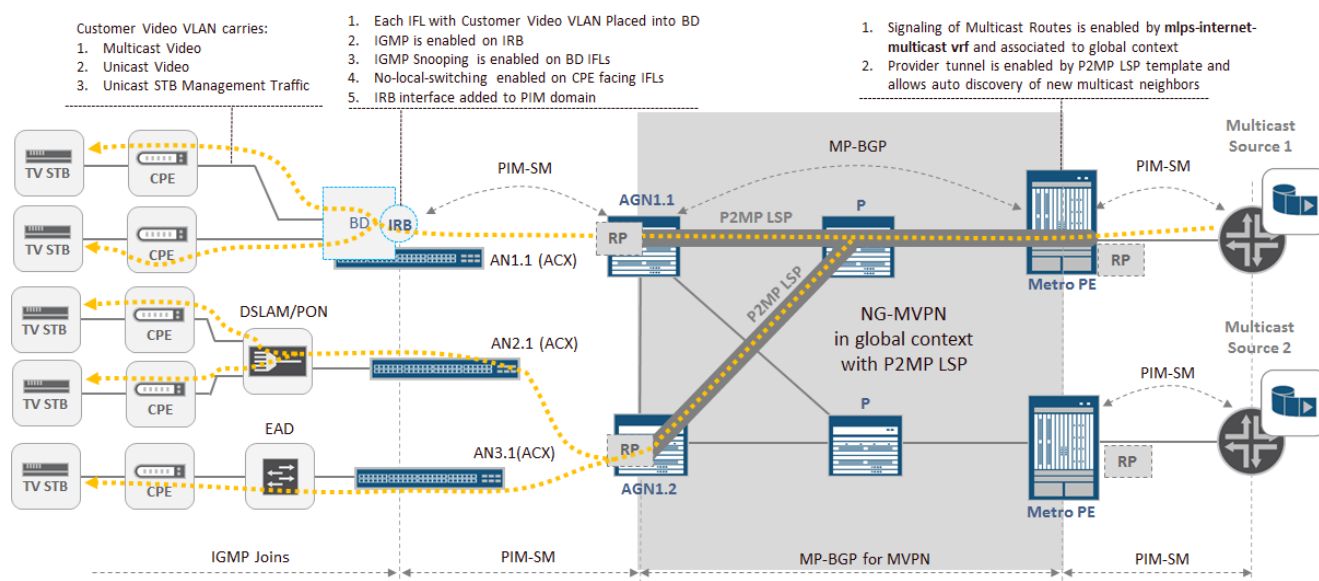 Customer Video VLAN carries:
1. Multicast Video
2. Unicast Video
3. Unicast STB Management Traffic
1. Each IFL with Customer Video VLAN Placed into BD
2. IGMP is enabled on IRB
3. IGMP Snooping is enabled on BD IFLs
4. No-local-switching enabled on CPE facing IFLs
5. IRB interface added to PIM domain
1. Signaling of Multicast Routes is enabled by mlps-internet-
multicast vrf and associated to global context
2. Provider tunnel is enabled by P2MP LSP template and
allows auto discovery of new multicast neighbors
Multicast
Source 1
MP-BGP
PIM-SM
PIM-SM
TV STB
CPE
AGN1.1
P2MP LSP
P
BD
IRB
RP
TV STB
CPE
AN1.1 (ACX)
RP
Metro PE
P2MP LSP
DSLAM/PON
TV STB
CPE
AN2.1 (ACX)
NG-MVPN
in global context
with P2MP LSP
Multicast
Source 2
PIM-SM
TV STB
CPE
P
EAD
RP
AN3.1(ACX)
RP
TV STB
CPE
AGN1.2
Metro PE
IGMP Joins
PIM-SM
MP-BGP for MVPN
PIM-SM